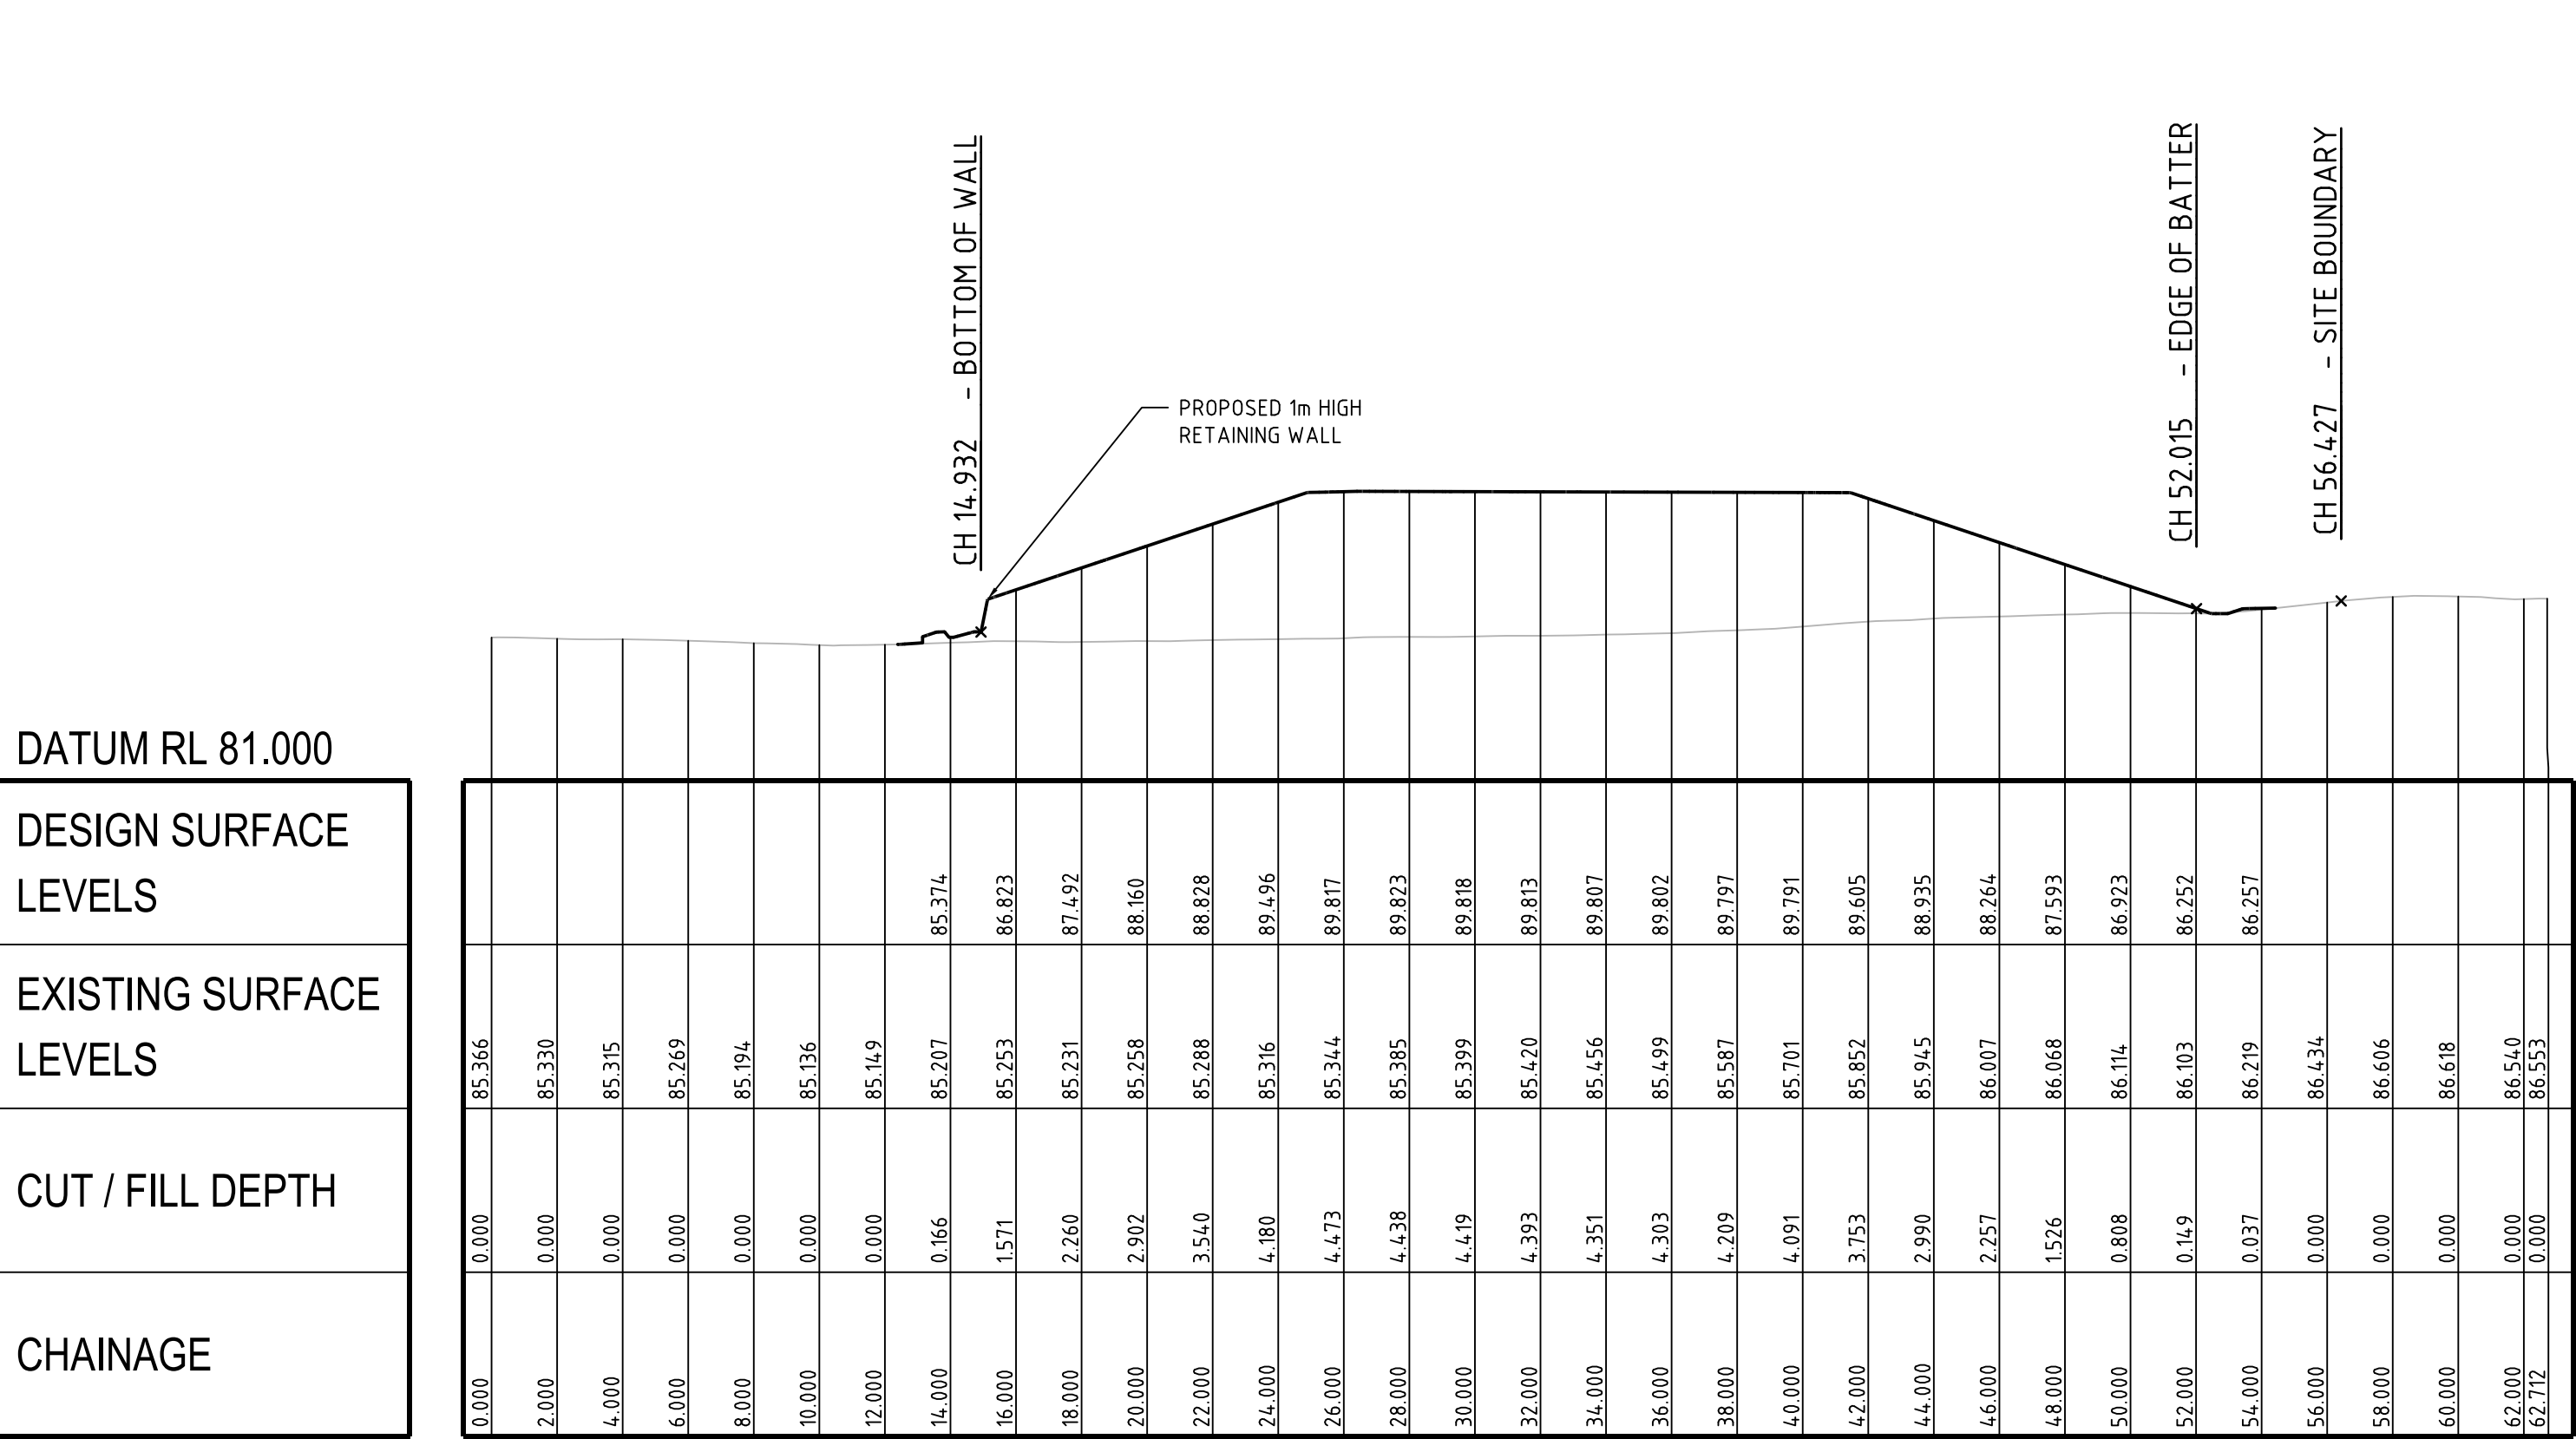 CH 14.932 - BOTTOM OF WALL
CH 52.015 - EDGE OF BATTER
CH 56.427 - SITE BOUNDARY
PROPOSED 1m HIGH
RETAINING WALL
DATUM RL 81.000
DESIGN SURFACE
LEVELS
85.374 86.823 87.492 88.160 88.828 89.496 89.817 89.823 89.818 89.813 89.807 89.802 89.797 89.791 89.605 88.935 88.264 87.593 86.923 86.252 86.257
EXISTING SURFACE
LEVELS
85.366 85.330 85.315 85.269 85.194 85.136 85.149 85.207 85.253 85.231 85.258 85.288 85.316 85.344 85.385 85.399 85.420 85.456 85.499 85.587 85.701 85.852 85.945 86.007 86.068 86.114 86.103 86.219 86.434 86.606 86.618 86.540 86.553
CUT / FILL DEPTH
0.000 0.000 0.000 0.000 0.000 0.000 0.000 0.166 1.571 2.260 2.902 3.540 4.180 4.473 4.438 4.419 4.393 4.351 4.303 4.209 4.091 3.753 2.990 2.257 1.526 0.808 0.149 0.037 0.000 0.000 0.000 0.000 0.000
CHAINAGE
0.000 2.000 4.000 6.000 8.000 10.000 12.000 14.000 16.000 18.000 20.000 22.000 24.000 26.000 28.000 30.000 32.000 34.000 36.000 38.000 40.000 42.000 44.000 46.000 48.000 50.000 52.000 54.000 56.000 58.000 60.000 62.000 62.712